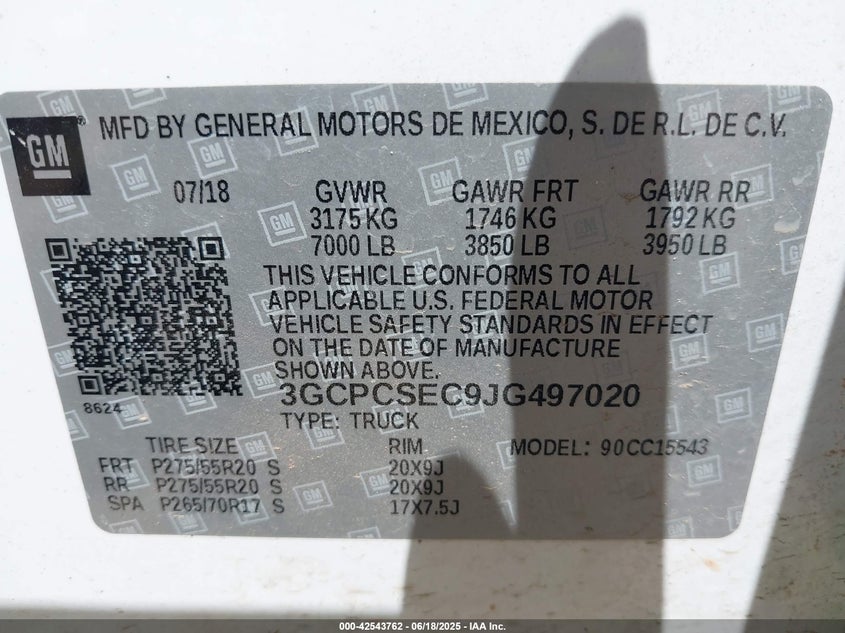 GM
MFD BY GENERAL MOTORS DE MEXICO, S. DE R.L. DE C.V.
07/18 GVWR GAWR FRT GAWR RR
3175 KG 1746 KG 1792 KG
7000 LB 3850 LB 3950 LB
THIS VEHICLE CONFORMS TO ALL
APPLICABLE U.S. FEDERAL MOTOR
VEHICLE SAFETY STANDARDS IN EFFECT
ON THE DATE OF MANUFACTURE
SHOWN ABOVE.
8624
3GCPCSEC9JG497020
TYPE: TRUCK
TIRE SIZE RIM MODEL: 90CC15543
FRT P275/55R20 S 20X9J
RR P275/55R20 S 20X9J
SPA P265/70R17 S 17X7.5J
000-42543762 - 06/18/2025 - IAA Inc.